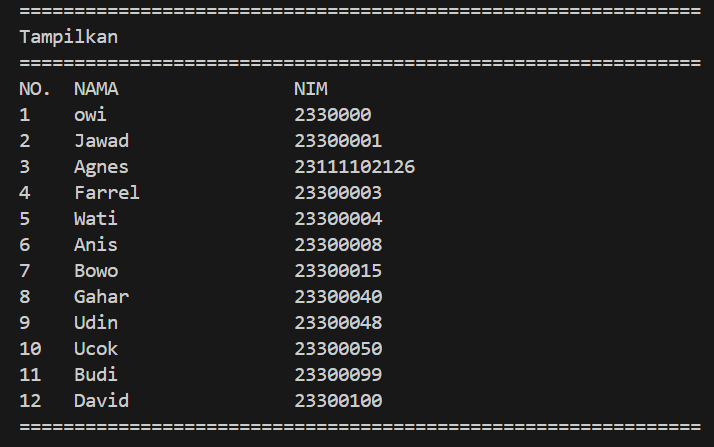 ==============================================================
Tampilkan
==============================================================
NO. NAMA NIM
1 owi 2330000
2 Jawad 23300001
3 Agnes 23111102126
4 Farrel 23300003
5 Wati 23300004
6 Anis 23300008
7 Bowo 23300015
8 Gahar 23300040
9 Udin 23300048
10 Ucok 23300050
11 Budi 23300099
12 David 23300100
==============================================================